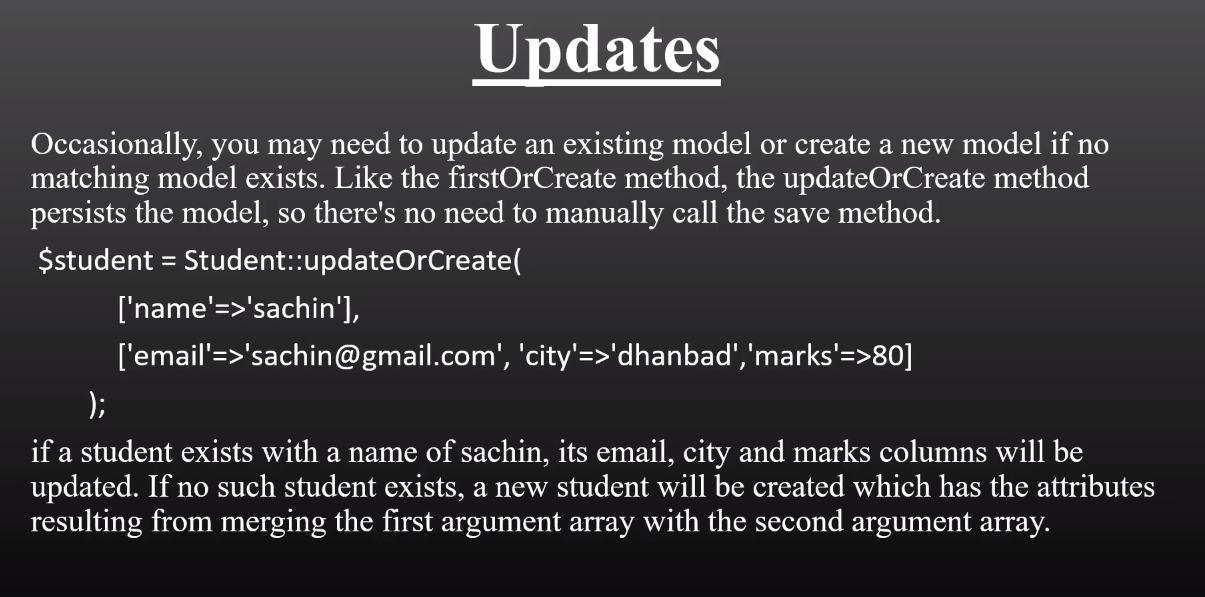 Updates
Occasionally, you may need to update an existing model or create a new model if no
matching model exists. Like the firstOrCreate method, the updateOrCreate method
persists the model, so there's no need to manually call the save method.
$student = Student::updateOrCreate(
['name'=>'sachin'],
['email'=>'sachin@gmail.com', 'city'=>'dhanbad','marks'=>80]
);
if a student exists with a name of sachin, its email, city and marks columns will be
updated. If no such student exists, a new student will be created which has the attributes
resulting from merging the first argument array with the second argument array.